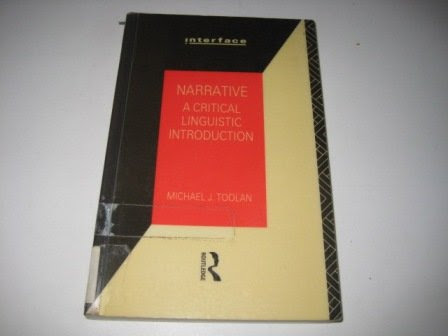 interface
NARRATIVE
A CRITICAL
LINGUISTIC
INTRODUCTION
MICHAEL J. TOOLAN
R
ROUTLEDGE